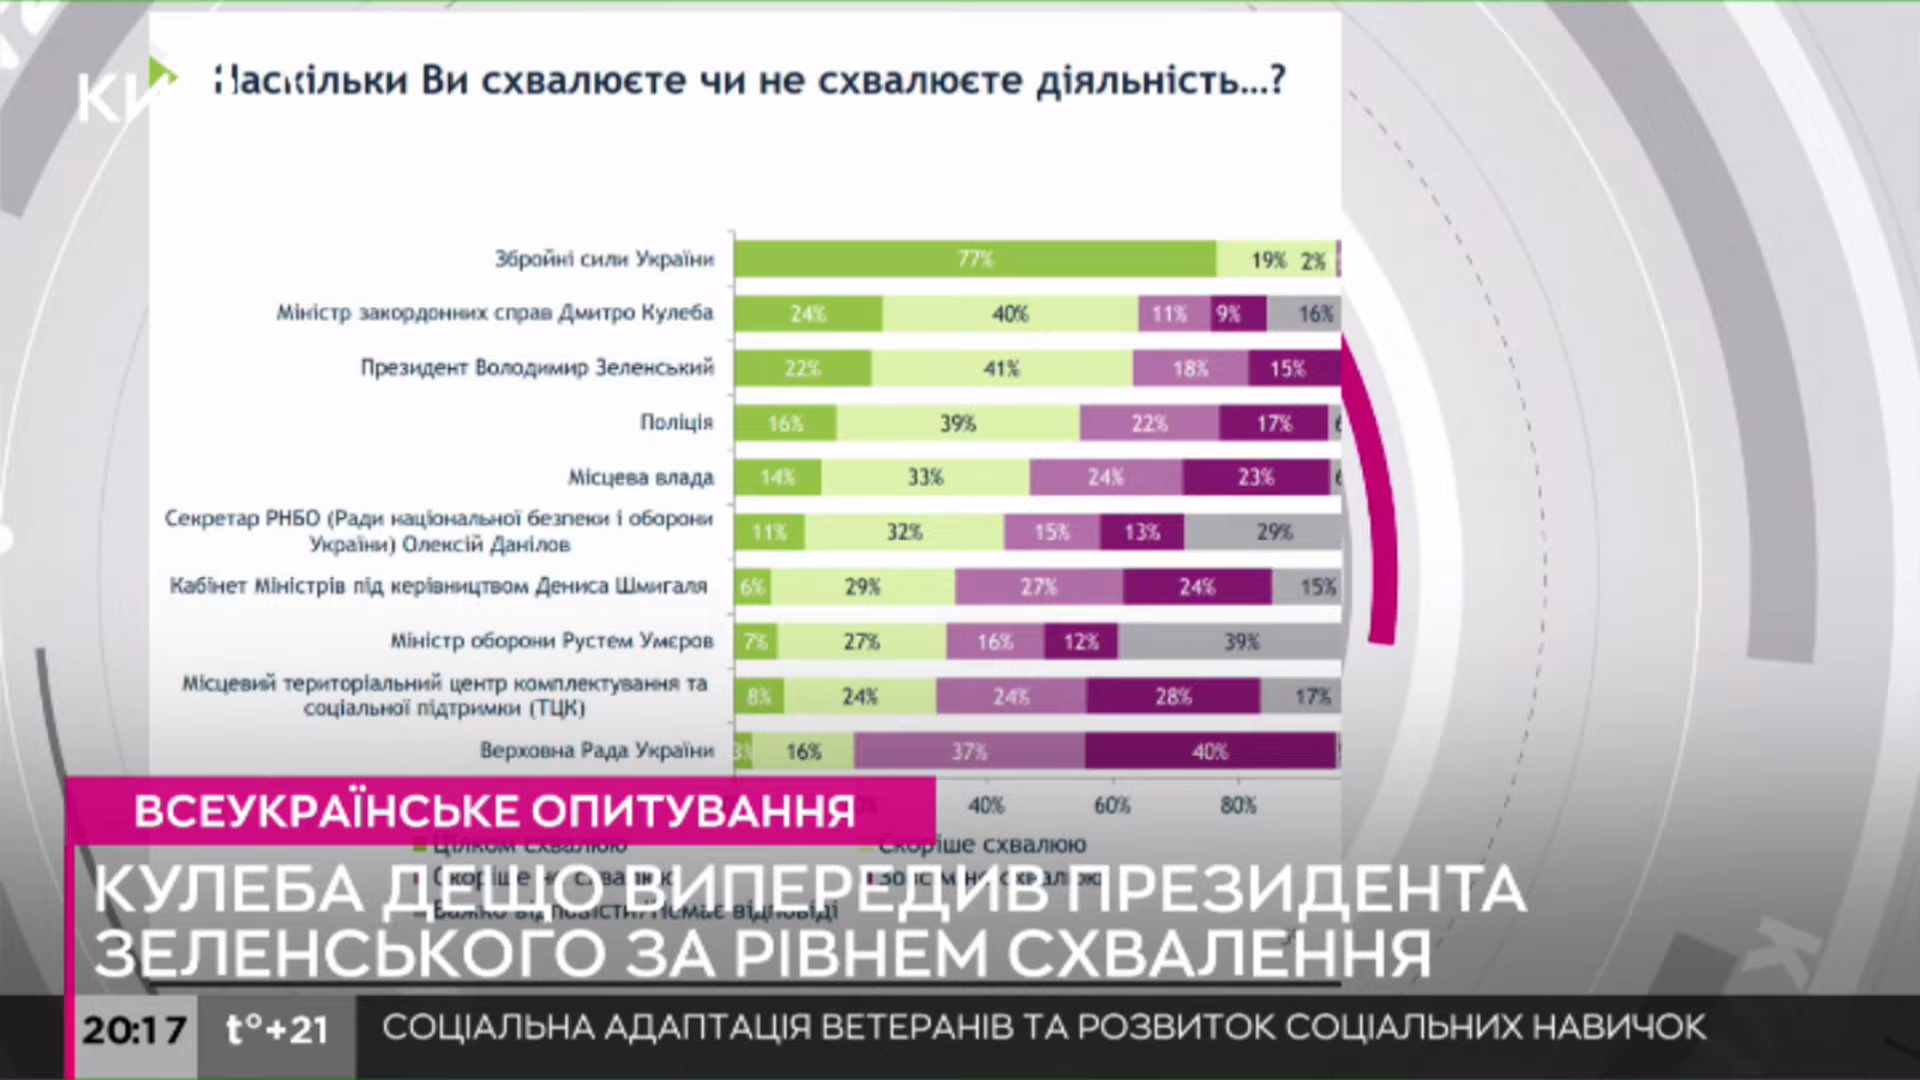 КИ
Наскільки Ви схвалюєте чи не схвалюєте діяльність...?
Збройні сили України 77% 19% 2%
Міністр закордонних справ Дмитро Кулеба 24% 40% 11% 9% 16%
Президент Володимир Зеленський 22% 41% 18% 15%
Поліція 16% 39% 22% 17% 6
Місцева влада 14% 33% 24% 23% 6
Секретар РНБО (Ради національної безпеки і оборони
України) Олексій Данілов 11% 32% 15% 13% 29%
Кабінет Міністрів під керівництвом Дениса Шмигаля 6% 29% 27% 24% 15%
Міністр оборони Рустем Умєров 7% 27% 16% 12% 39%
Місцевий територіальний центр комплектування та
соціальної підтримки (ТЦК) 8% 24% 24% 28% 17%
Верховна Рада України 3% 16% 37% 40%
40% 60% 80%
ВСЕУКРАЇНСЬКЕ ОПИТУВАННЯ
Цілком схвалюю Скоріше схвалюю
КУЛЕБА ДЕЩО ВИПЕРЕДИВ ПРЕЗИДЕНТА
ЗЕЛЕНСЬКОГО ЗА РІВНЕМ СХВАЛЕННЯ
20:17 t°+21 СОЦІАЛЬНА АДАПТАЦІЯ ВЕТЕРАНІВ ТА РОЗВИТОК СОЦІАЛЬНИХ НАВИЧОК